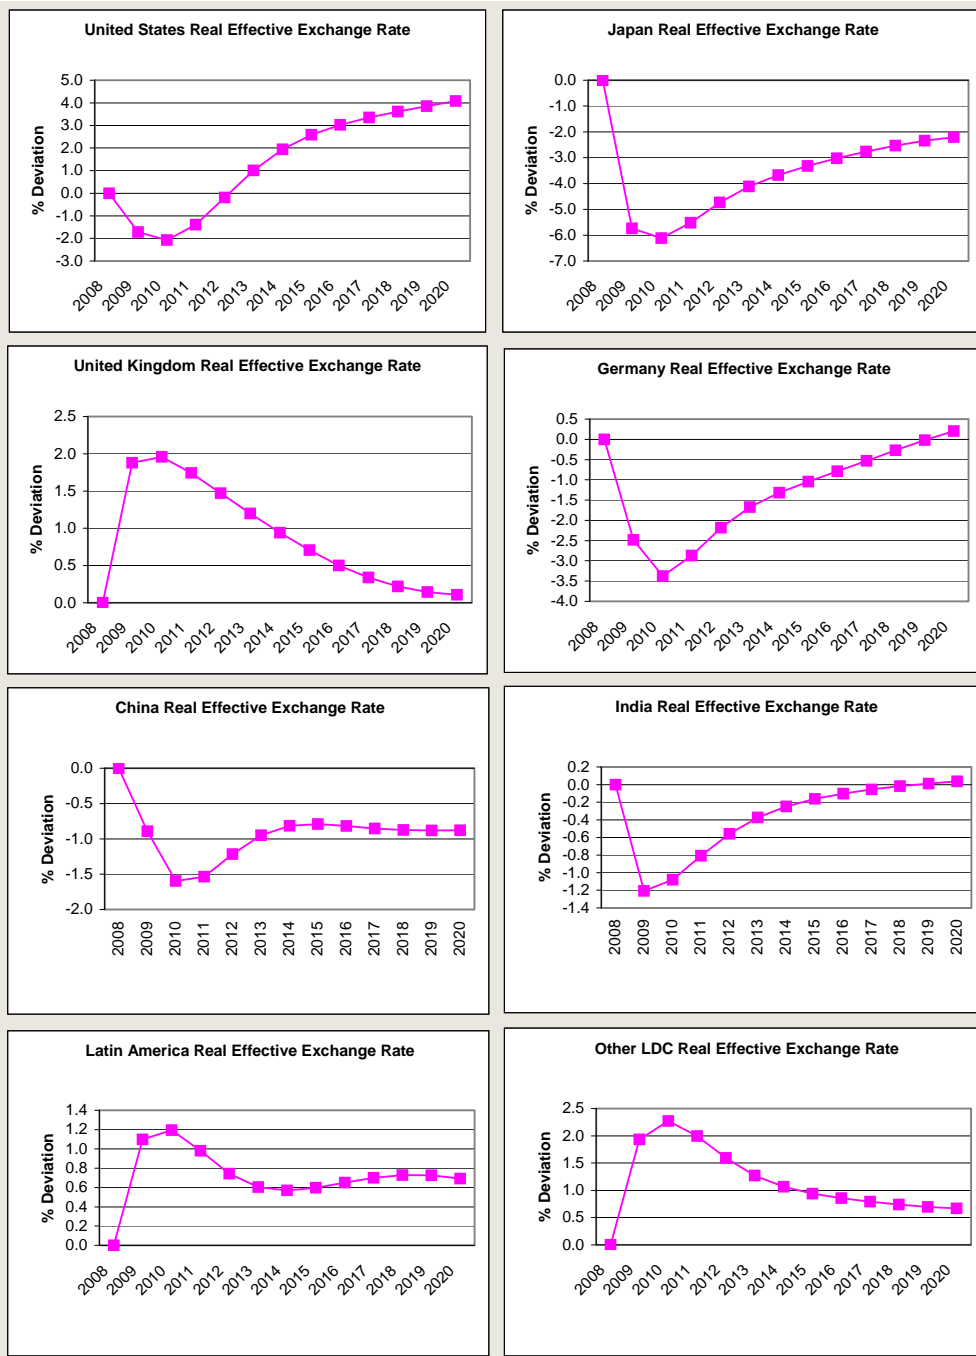 United States Real Effective Exchange Rate
% Deviation
5.0
4.0
3.0
2.0
1.0
0.0
-1.0
-2.0
-3.0
2008 2009 2010 2011 2012 2013 2014 2015 2016 2017 2018 2019 2020
Japan Real Effective Exchange Rate
% Deviation
0.0
-1.0
-2.0
-3.0
-4.0
-5.0
-6.0
-7.0
2008 2009 2010 2011 2012 2013 2014 2015 2016 2017 2018 2019 2020
United Kingdom Real Effective Exchange Rate
% Deviation
2.5
2.0
1.5
1.0
0.5
0.0
2008 2009 2010 2011 2012 2013 2014 2015 2016 2017 2018 2019 2020
Germany Real Effective Exchange Rate
% Deviation
0.5
0.0
-0.5
-1.0
-1.5
-2.0
-2.5
-3.0
-3.5
-4.0
2008 2009 2010 2011 2012 2013 2014 2015 2016 2017 2018 2019 2020
China Real Effective Exchange Rate
% Deviation
0.0
-0.5
-1.0
-1.5
-2.0
2008 2009 2010 2011 2012 2013 2014 2015 2016 2017 2018 2019 2020
India Real Effective Exchange Rate
% Deviation
0.2
0.0
-0.2
-0.4
-0.6
-0.8
-1.0
-1.2
-1.4
2008 2009 2010 2011 2012 2013 2014 2015 2016 2017 2018 2019 2020
Latin America Real Effective Exchange Rate
% Deviation
1.4
1.2
1.0
0.8
0.6
0.4
0.2
0.0
2008 2009 2010 2011 2012 2013 2014 2015 2016 2017 2018 2019 2020
Other LDC Real Effective Exchange Rate
% Deviation
2.5
2.0
1.5
1.0
0.5
0.0
2008 2009 2010 2011 2012 2013 2014 2015 2016 2017 2018 2019 2020